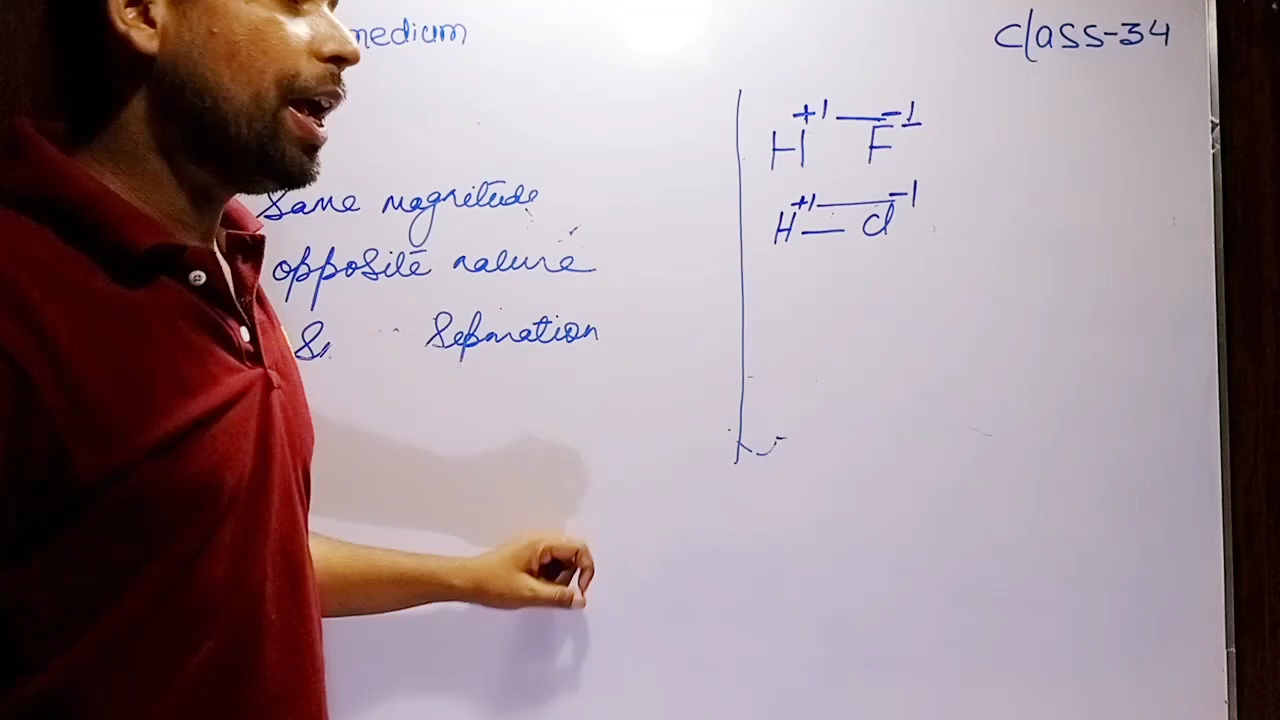 medium
Class-34
Same magnitude
opposite nature
& Separation
H⁺¹—F⁻¹
H⁺¹—Cl⁻¹